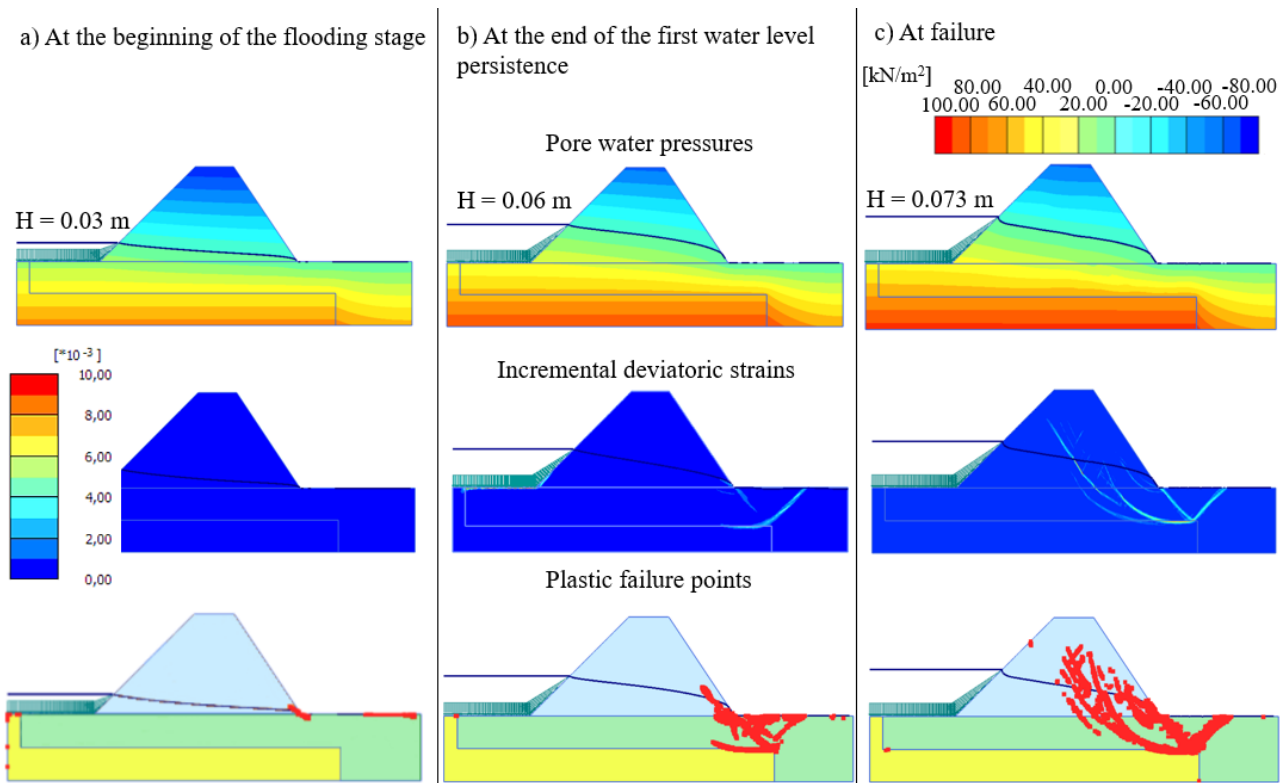 a) At the beginning of the flooding stage
b) At the end of the first water level
persistence
c) At failure
[kN/m²]
80.00 40.00 0.00 -40.00 -80.00
100.00 60.00 20.00 -20.00 -60.00
Pore water pressures
H = 0.03 m
H = 0.06 m
H = 0.073 m
Incremental deviatoric strains
[*10 -3 ]
10,00
8,00
6,00
4,00
2,00
0,00
Plastic failure points